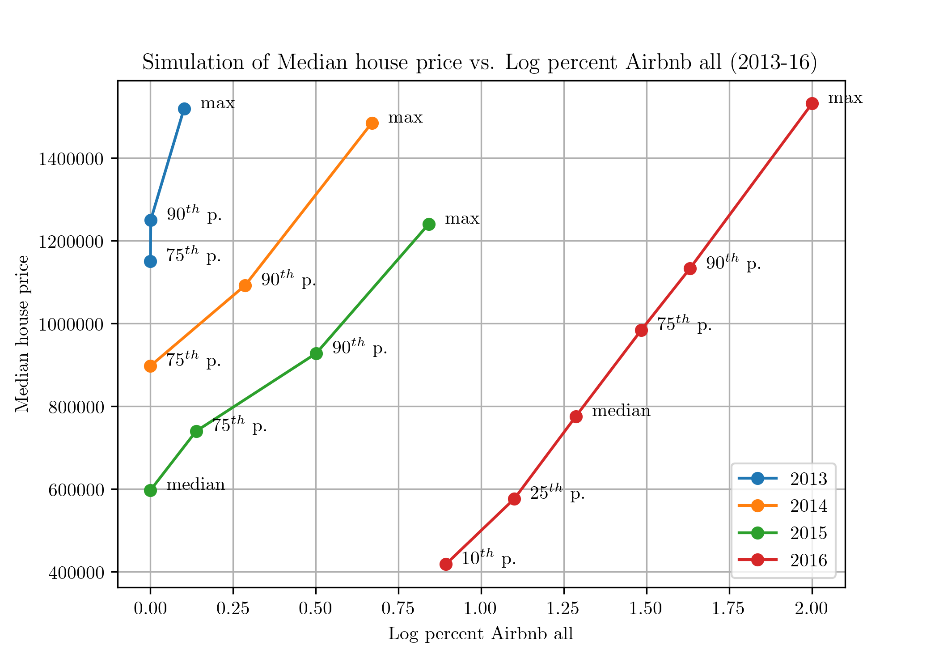 Simulation of Median house price vs. Log percent Airbnb all (2013-16)
max
max
max
max
1400000
90th p.
1200000
75th p.
90th p.
90th p.
1000000
75th p.
90th p.
75th p.
800000
75th p.
median
600000
median
25th p.
10th p.
400000
Median house price
2013
2014
2015
2016
0.00 0.25 0.50 0.75 1.00 1.25 1.50 1.75 2.00
Log percent Airbnb all